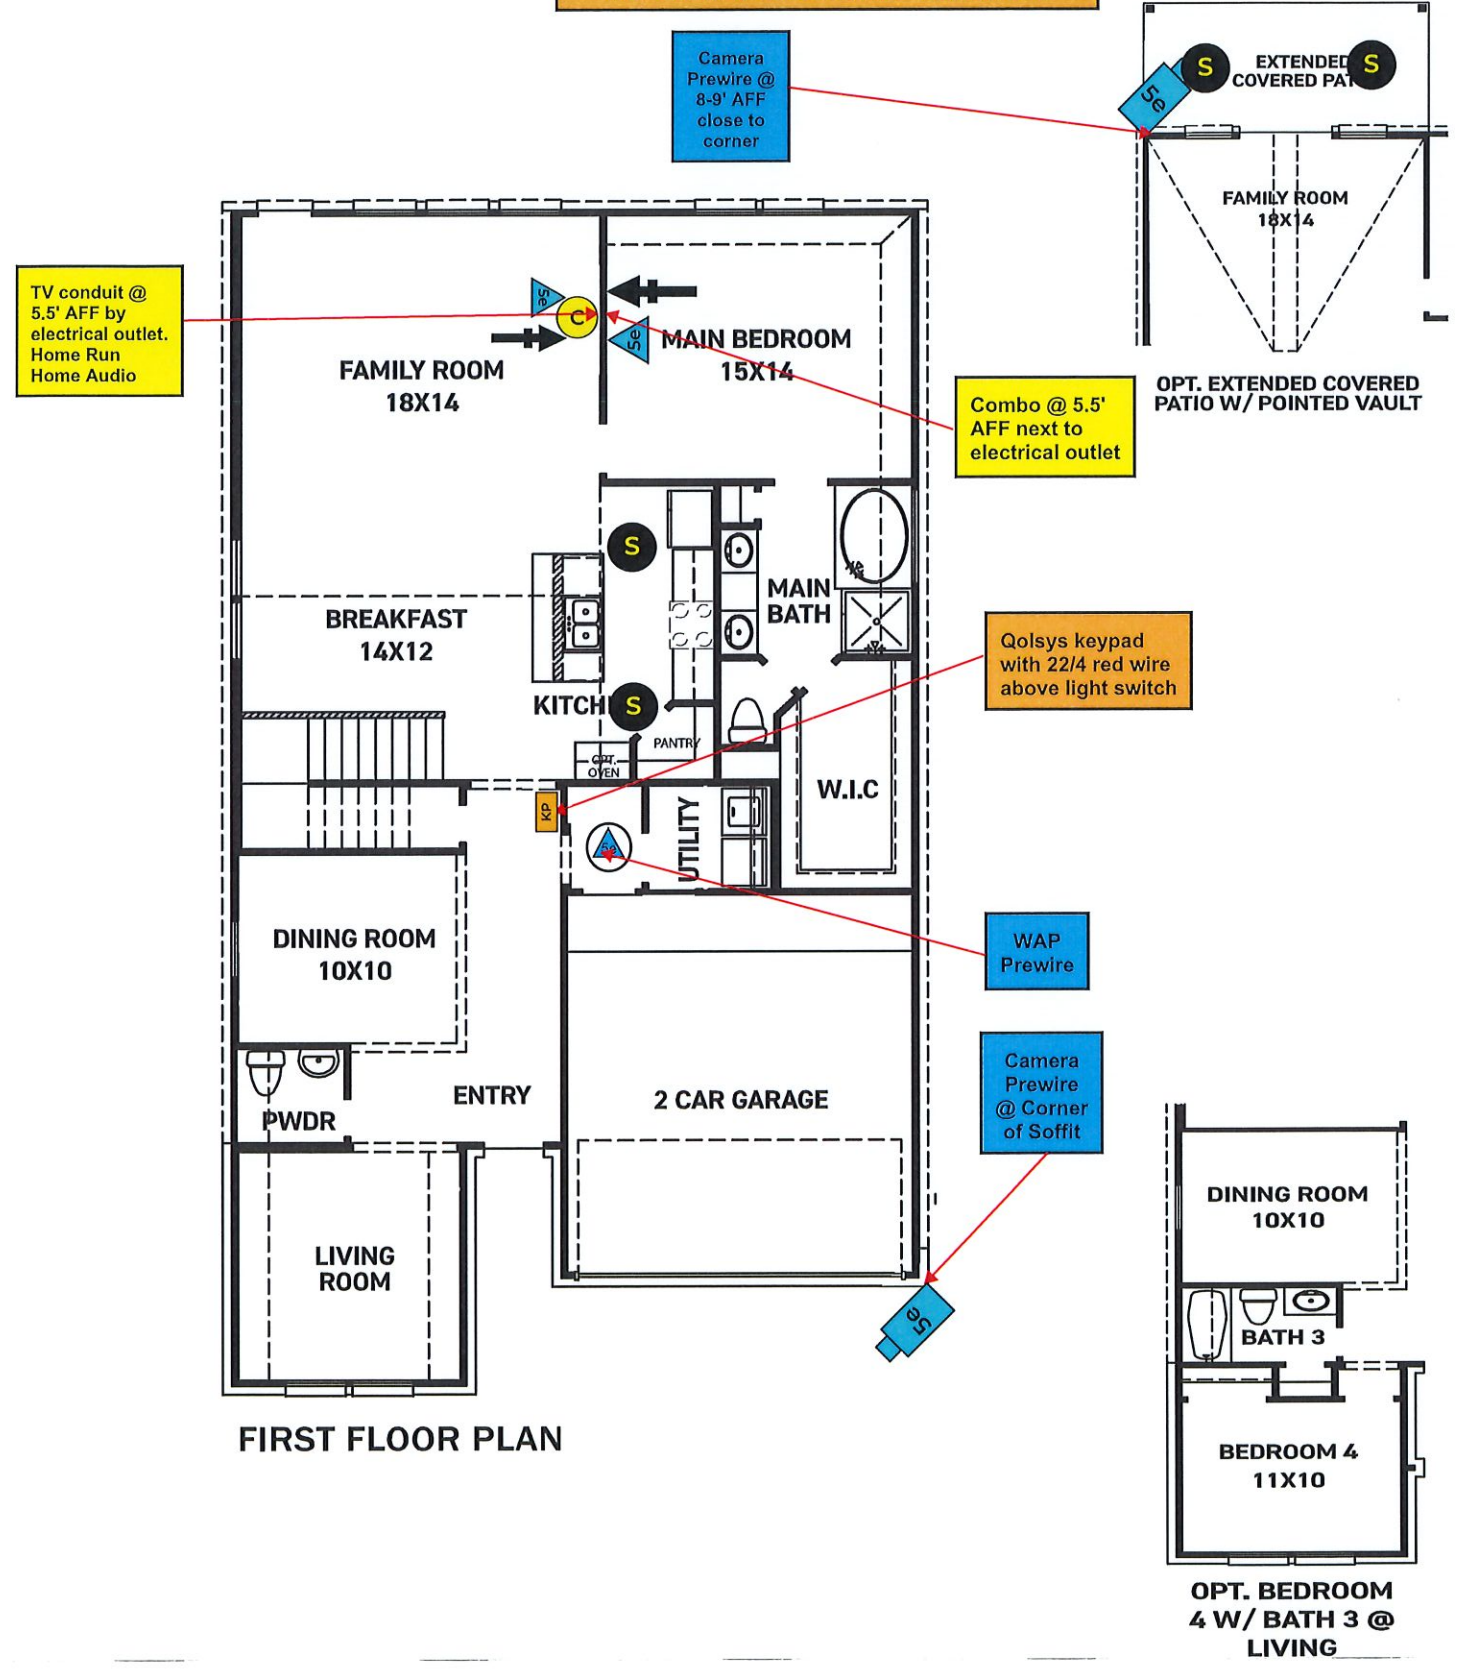 Camera
Prewire @
8-9' AFF
close to
corner
5e
S
EXTENDED
COVERED PAT
S
FAMILY ROOM
18X14
OPT. EXTENDED COVERED
PATIO W/ POINTED VAULT
TV conduit @
5.5' AFF by
electrical outlet.
Home Run
Home Audio
5e
C
5e
MAIN BEDROOM
15X14
FAMILY ROOM
18X14
Combo @ 5.5'
AFF next to
electrical outlet
S
MAIN
BATH
BREAKFAST
14X12
KITCH
S
PANTRY
OPT.
OVEN
Qolsys keypad
with 22/4 red wire
above light switch
W.I.C
KP
5e
UTILITY
DINING ROOM
10X10
WAP
Prewire
Camera
Prewire
@ Corner
of Soffit
ENTRY
2 CAR GARAGE
PWDR
LIVING
ROOM
5e
FIRST FLOOR PLAN
DINING ROOM
10X10
BATH 3
BEDROOM 4
11X10
OPT. BEDROOM
4 W/ BATH 3 @
LIVING